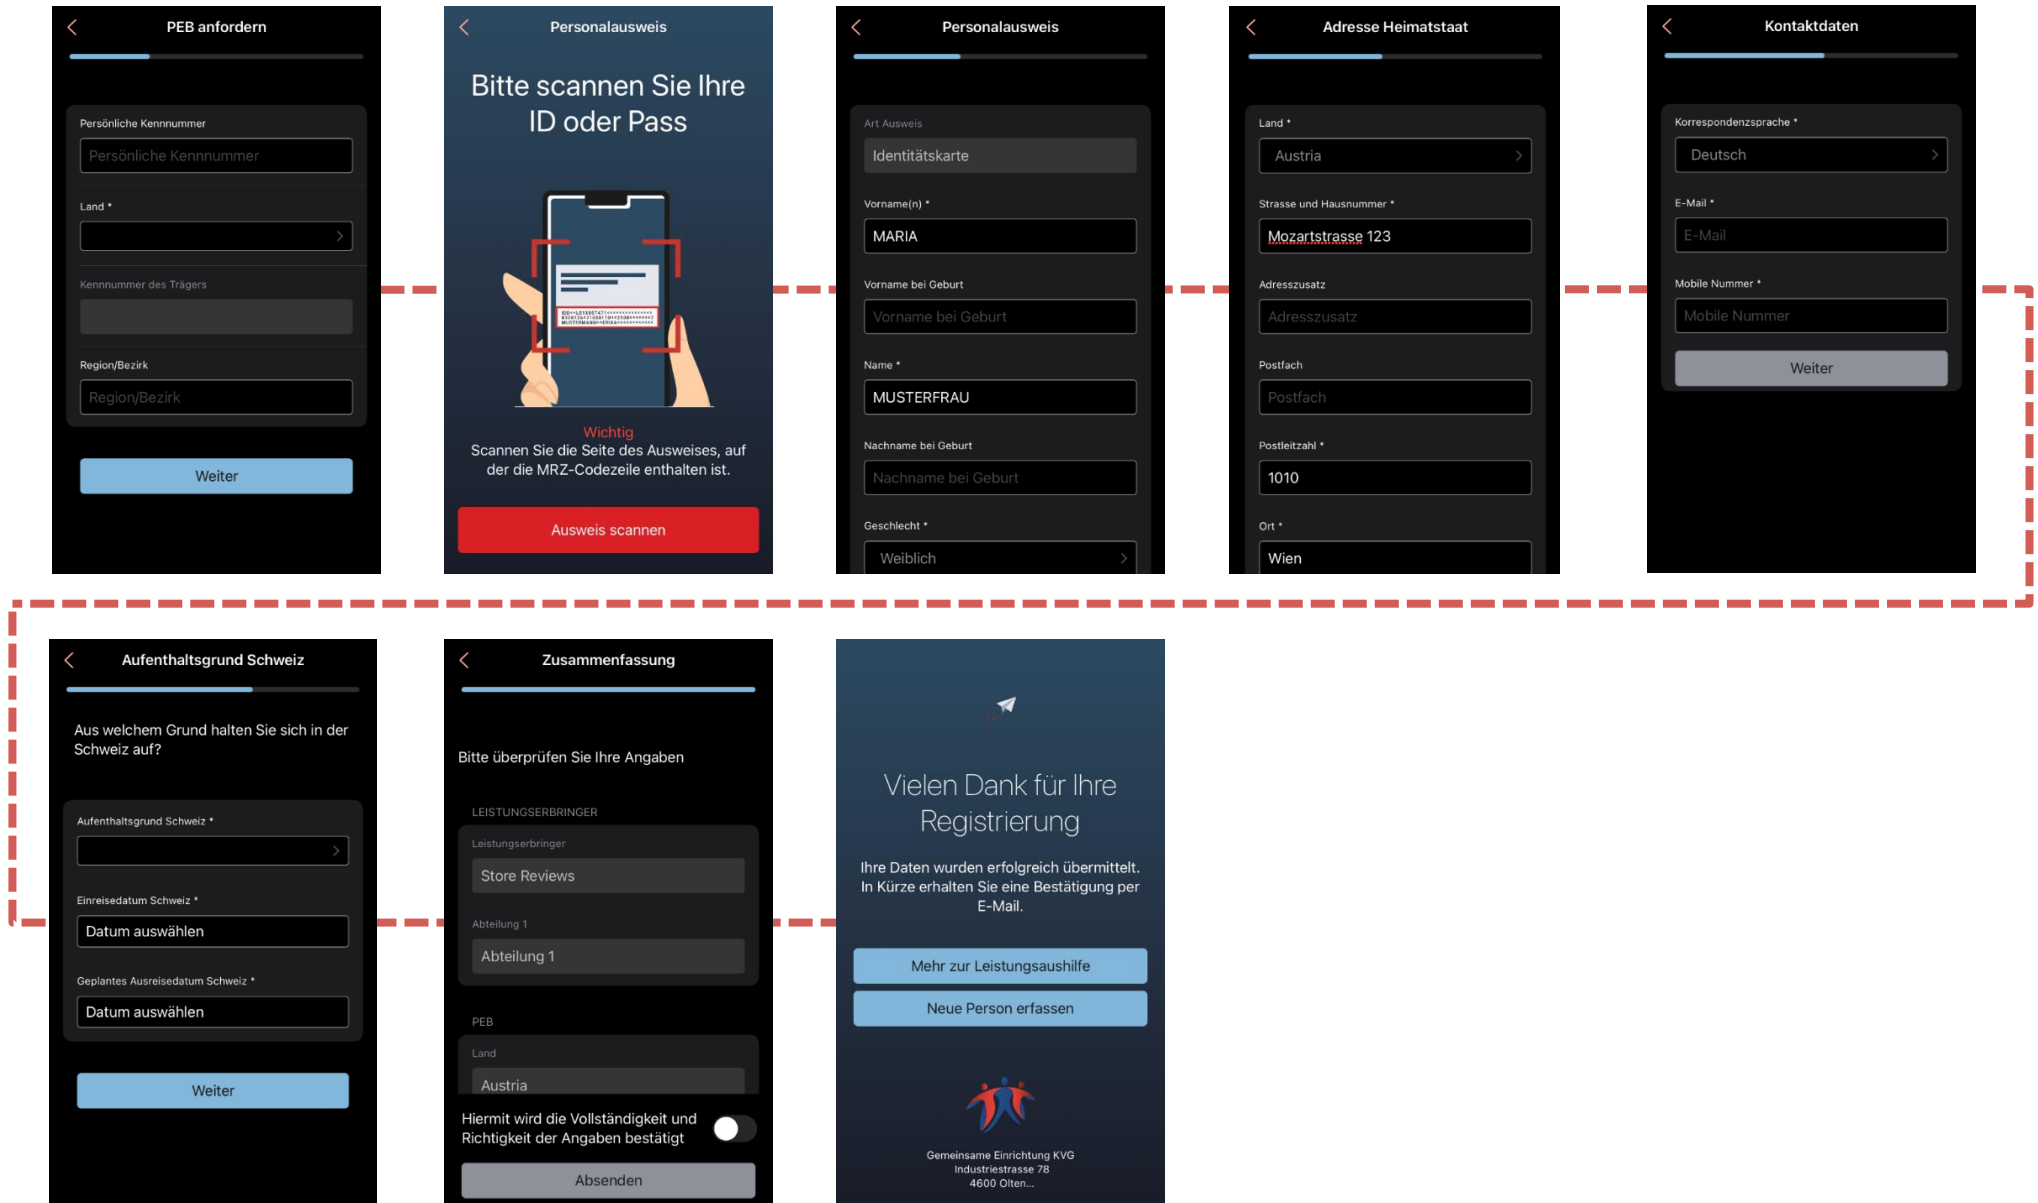 PEB anfordern
Persönliche Kennnummer
Persönliche Kennnummer
Land *
Kennnummer des Trägers
Region/Bezirk
Region/Bezirk
Weiter
Personalausweis
Bitte scannen Sie Ihre
ID oder Pass
Wichtig
Scannen Sie die Seite des Ausweises, auf
der die MRZ-Codezeile enthalten ist.
Ausweis scannen
Personalausweis
Art Ausweis
Identitätskarte
Vorname(n) *
MARIA
Vorname bei Geburt
Vorname bei Geburt
Name *
MUSTERFRAU
Nachname bei Geburt
Nachname bei Geburt
Geschlecht *
Weiblich
Adresse Heimatstaat
Land *
Austria
Strasse und Hausnummer *
Mozartstrasse 123
Adresszusatz
Adresszusatz
Postfach
Postfach
Postleitzahl *
1010
Ort *
Wien
Kontaktdaten
Korrespondenzsprache *
Deutsch
E-Mail *
E-Mail
Mobile Nummer *
Mobile Nummer
Weiter
Aufenthaltsgrund Schweiz
Aus welchem Grund halten Sie sich in der
Schweiz auf?
Aufenthaltsgrund Schweiz *
Einreisedatum Schweiz *
Datum auswählen
Geplantes Ausreisedatum Schweiz *
Datum auswählen
Weiter
Zusammenfassung
Bitte überprüfen Sie Ihre Angaben
LEISTUNGSERBRINGER
Leistungserbringer
Store Reviews
Abteilung 1
Abteilung 1
PEB
Land
Austria
Hiermit wird die Vollständigkeit und
Richtigkeit der Angaben bestätigt
Absenden
Vielen Dank für Ihre
Registrierung
Ihre Daten wurden erfolgreich übermittelt.
In Kürze erhalten Sie eine Bestätigung per
E-Mail.
Mehr zur Leistungsaushilfe
Neue Person erfassen
Gemeinsame Einrichtung KVG
Industriestrasse 78
4600 Olten...